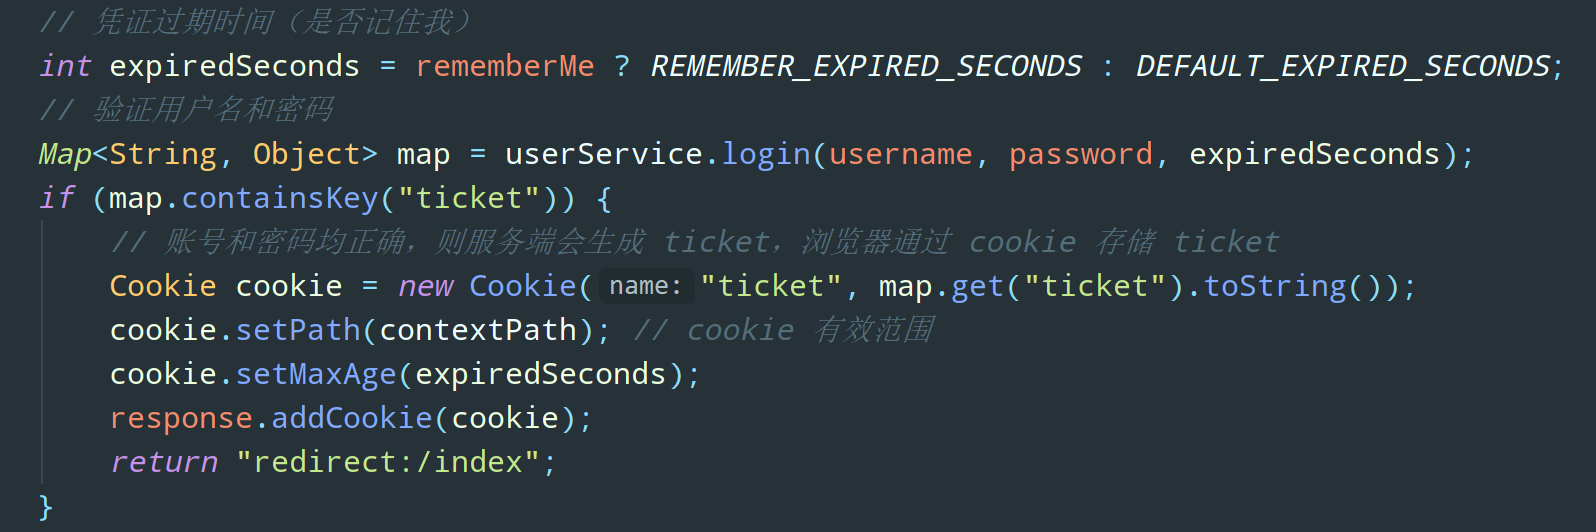 // 凭证过期时间（是否记住我）
int expiredSeconds = rememberMe ? REMEMBER_EXPIRED_SECONDS : DEFAULT_EXPIRED_SECONDS;
// 验证用户名和密码
Map<String, Object> map = userService.login(username, password, expiredSeconds);
if (map.containsKey("ticket")) {
// 账号和密码均正确，则服务端会生成 ticket，浏览器通过 cookie 存储 ticket
Cookie cookie = new Cookie( name: "ticket", map.get("ticket").toString());
cookie.setPath(contextPath); // cookie 有效范围
cookie.setMaxAge(expiredSeconds);
response.addCookie(cookie);
return "redirect:/index";
}